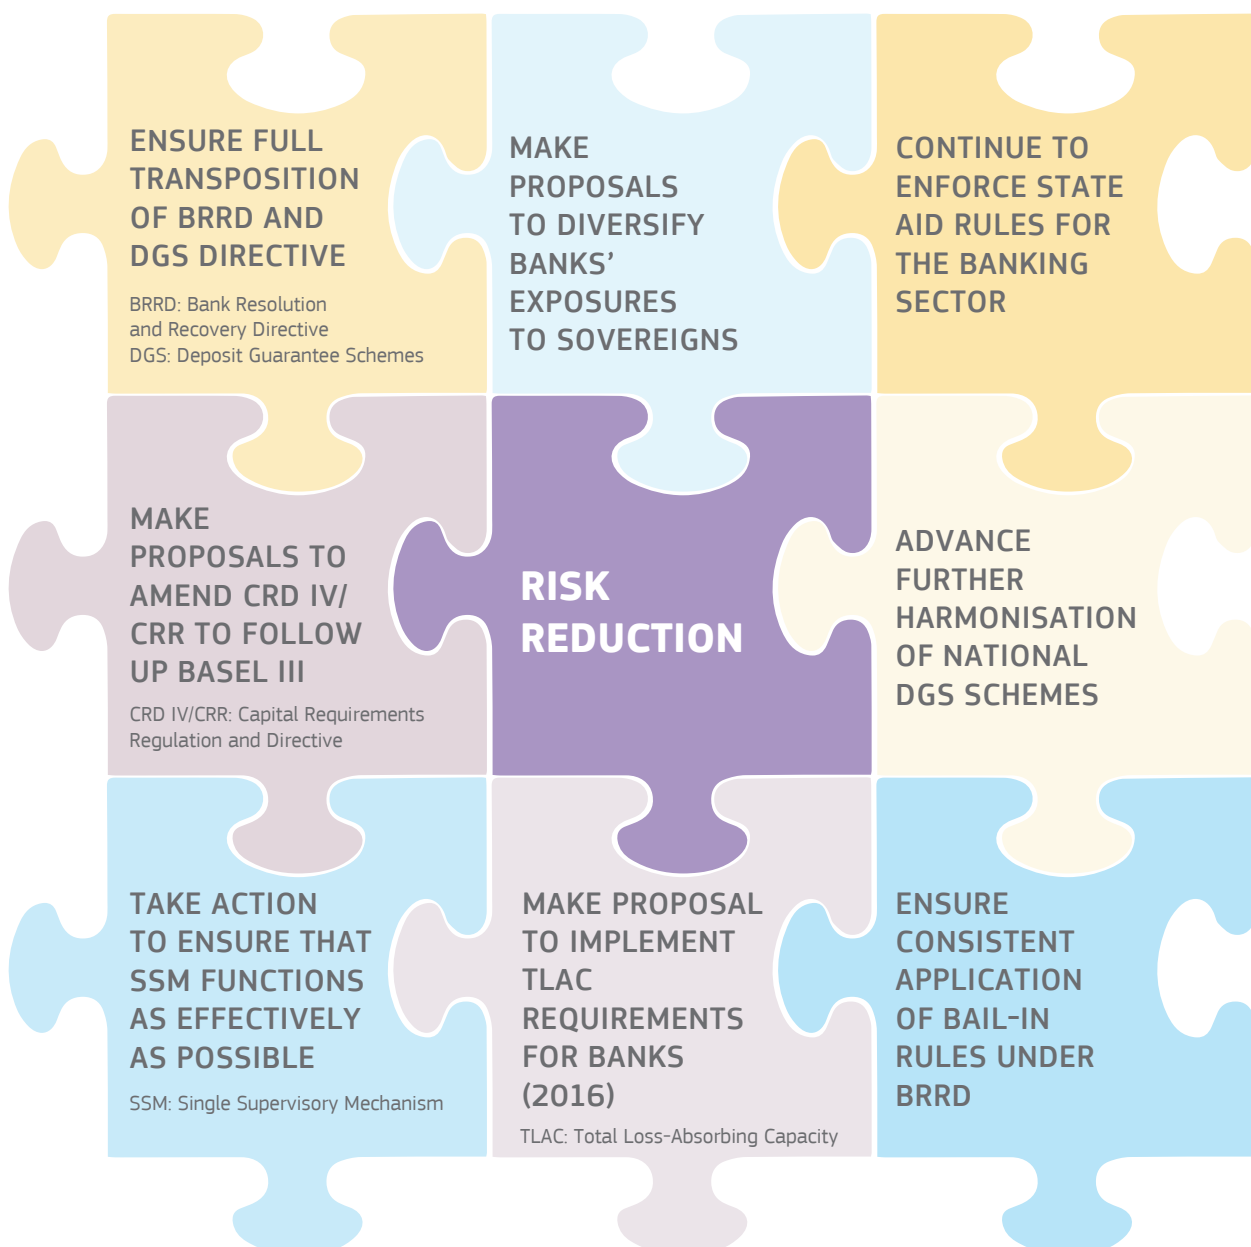 ENSURE FULL
TRANSPOSITION
OF BRRD AND
DGS DIRECTIVE
BRRD: Bank Resolution
and Recovery Directive
DGS: Deposit Guarantee Schemes
MAKE
PROPOSALS
TO DIVERSIFY
BANKS’
EXPOSURES
TO SOVEREIGNS
CONTINUE TO
ENFORCE STATE
AID RULES FOR
THE BANKING
SECTOR
MAKE
PROPOSALS TO
AMEND CRD IV/
CRR TO FOLLOW
UP BASEL III
CRD IV/CRR: Capital Requirements
Regulation and Directive
RISK
REDUCTION
ADVANCE
FURTHER
HARMONISATION
OF NATIONAL
DGS SCHEMES
TAKE ACTION
TO ENSURE THAT
SSM FUNCTIONS
AS EFFECTIVELY
AS POSSIBLE
SSM: Single Supervisory Mechanism
MAKE PROPOSAL
TO IMPLEMENT
TLAC
REQUIREMENTS
FOR BANKS
(2016)
TLAC: Total Loss-Absorbing Capacity
ENSURE
CONSISTENT
APPLICATION
OF BAIL-IN
RULES UNDER
BRRD